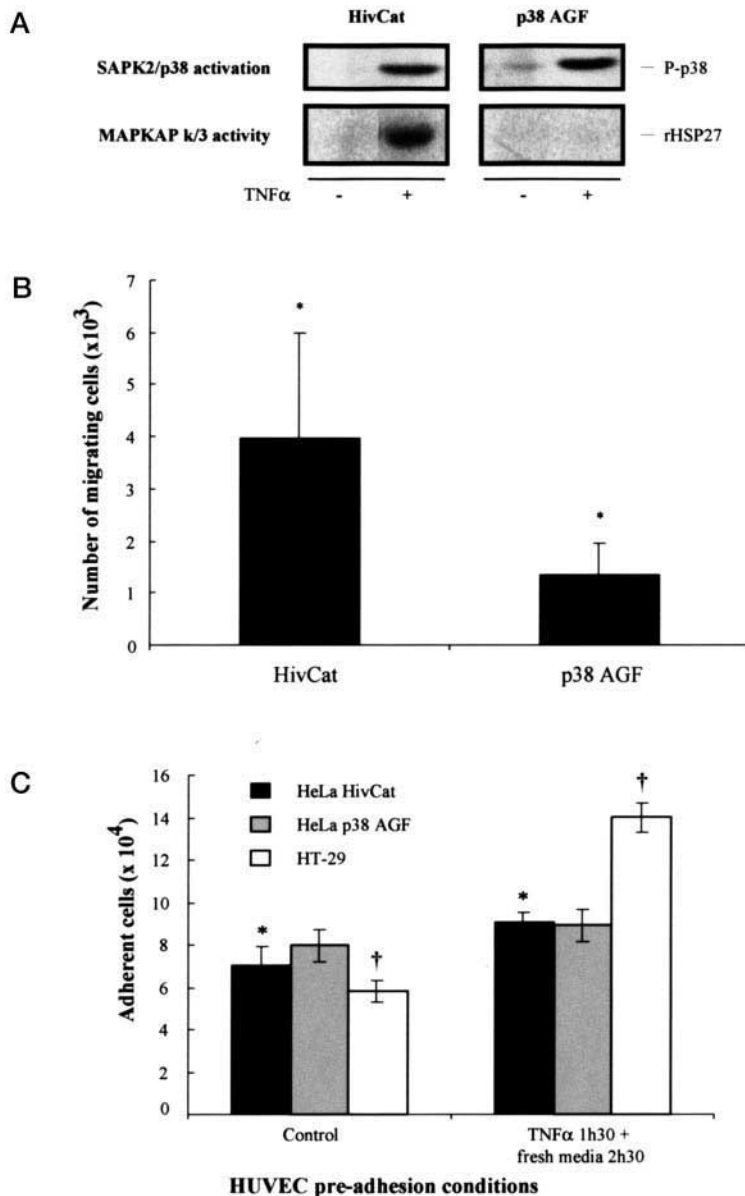 A
HivCat p38 AGF
SAPK2/p38 activation
P-p38
MAPKAP k/3 activity
rHSP27
TNFα - + - +
B
Number of migrating cells (x10³)
7
6
5
4
3
2
1
0
* *
HivCat p38 AGF
C
Adherent cells (x 10⁴)
16
14
12
10
8
6
4
2
0
HeLa HivCat
HeLa p38 AGF
HT-29
* † * †
Control
TNFα 1h30 +
fresh media 2h30
HUVEC pre-adhesion conditions